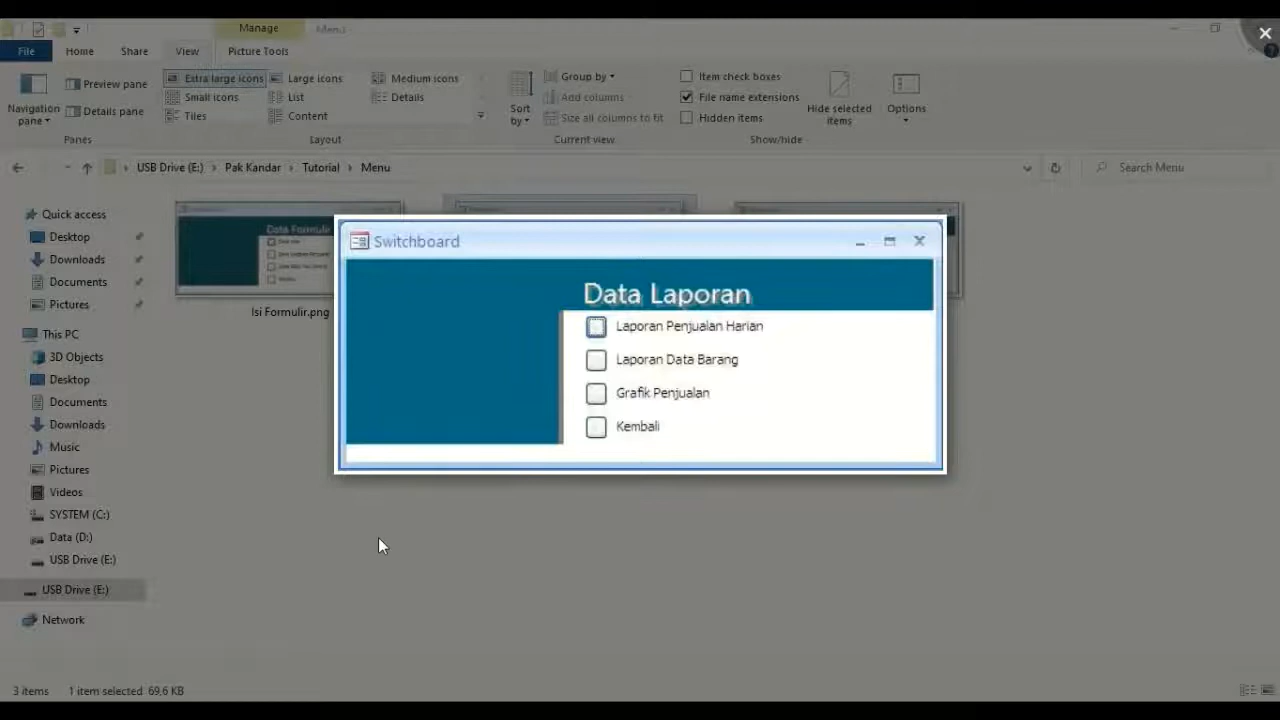 Manage
Menu
File
Home
Share
View
Picture Tools
Navigation pane
Preview pane
Details pane
Panes
Extra large icons
Large icons
Medium icons
Small icons
List
Details
Tiles
Content
Layout
Sort by
Group by
Add columns
Size all columns to fit
Current view
Item check boxes
File name extensions
Hidden items
Hide selected items
Show/hide
Options
USB Drive (E:)
Pak Kandar
Tutorial
Menu
Search Menu
Quick access
Desktop
Downloads
Documents
Pictures
This PC
3D Objects
Desktop
Documents
Downloads
Music
Pictures
Videos
SYSTEM (C:)
Data (D:)
USB Drive (E:)
USB Drive (E:)
Network
Data Formulir
Isi Formulir.png
Switchboard
Data Laporan
Laporan Penjualan Harian
Laporan Data Barang
Grafik Penjualan
Kembali
3 items
1 item selected 69,6 KB